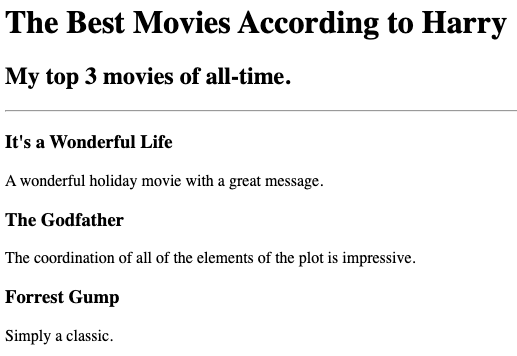 The Best Movies According to Harry
My top 3 movies of all-time.
It's a Wonderful Life
A wonderful holiday movie with a great message.
The Godfather
The coordination of all of the elements of the plot is impressive.
Forrest Gump
Simply a classic.